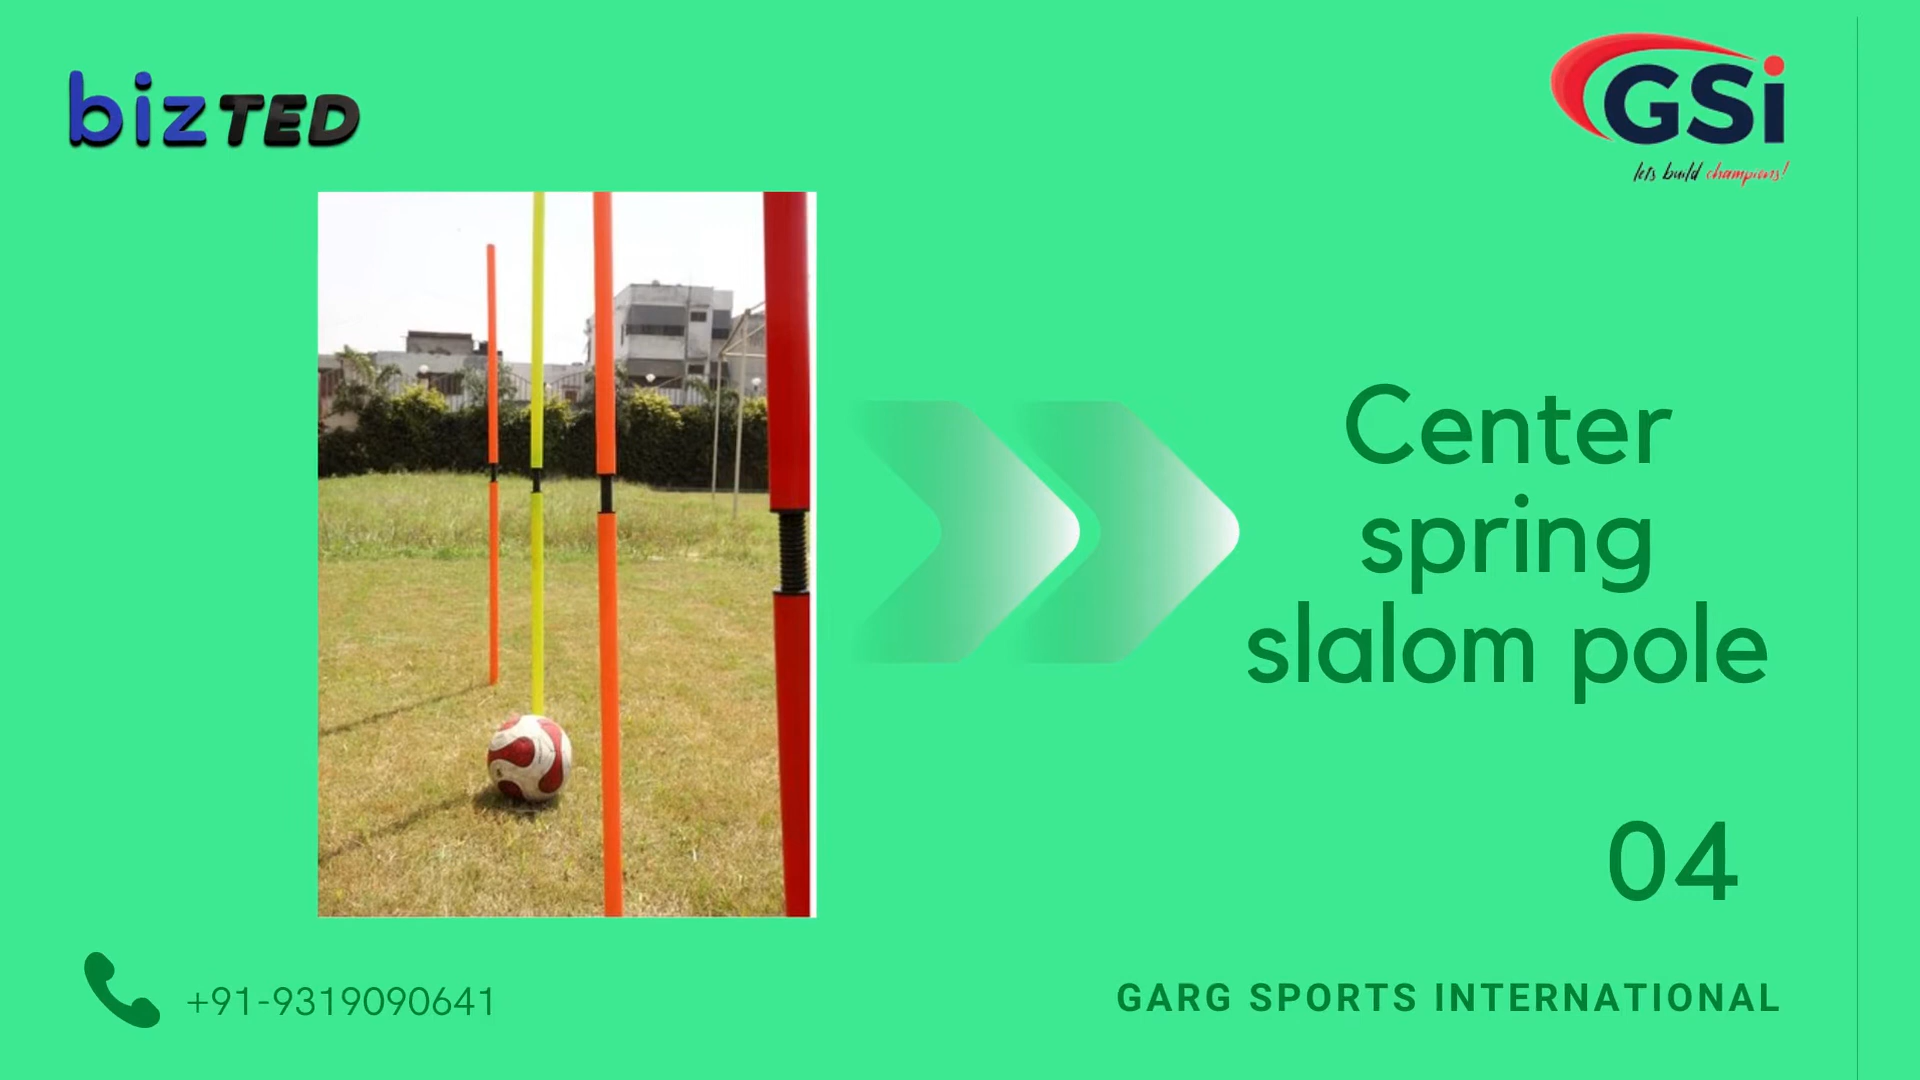 bizTED
GSi
lets build champions!
Center
spring
slalom pole
04
+91-9319090641
GARG SPORTS INTERNATIONAL